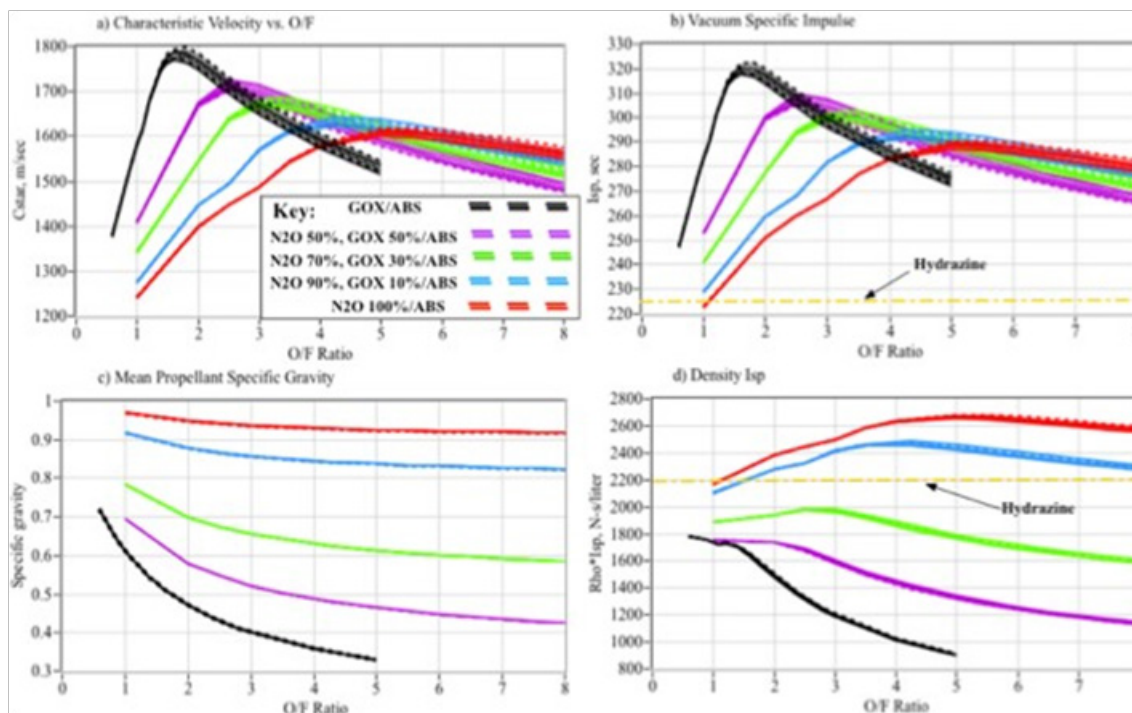 a) Characteristic Velocity vs. O/F
1800
1700
1600
1500
1400
1300
1200
Cstar, m/sec
0 1 2 3 4 5 6 7 8
O/F Ratio
Key: GOX/ABS
N2O 50%, GOX 50%/ABS
N2O 70%, GOX 30%/ABS
N2O 90%, GOX 10%/ABS
N2O 100%/ABS
b) Vacuum Specific Impulse
330
320
310
300
290
280
270
260
250
240
230
220
Isp, sec
Hydrazine
0 1 2 3 4 5 6 7
O/F Ratio
c) Mean Propellant Specific Gravity
1
0.9
0.8
0.7
0.6
0.5
0.4
0.3
Specific gravity
0 1 2 3 4 5 6 7 8
O/F Ratio
d) Density Isp
2800
2600
2400
2200
2000
1800
1600
1400
1200
1000
800
Rho*Isp, N-s/liter
Hydrazine
0 1 2 3 4 5 6 7
O/F Ratio